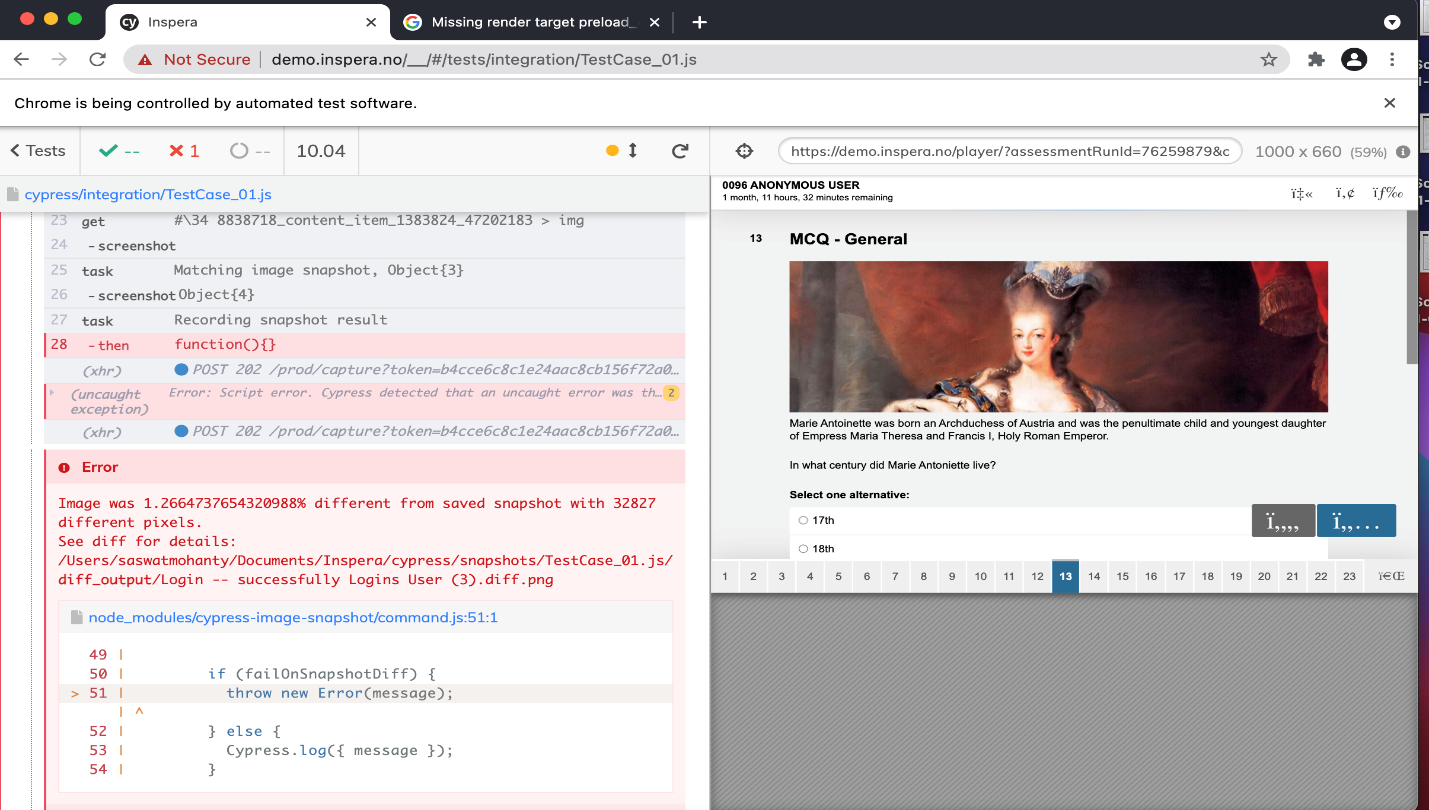 Inspera
Missing render target preload_
Not Secure
demo.inspera.no/__/#/tests/integration/TestCase_01.js
Chrome is being controlled by automated test software.
Tests
--
1
--
10.04
https://demo.inspera.no/player/?assessmentRunId=76259879&c
1000 x 660 (59%)
cypress/integration/TestCase_01.js
23 get #\34 8838718_content_item_1383824_47202183 > img
24 -screenshot
25 task Matching image snapshot, Object{3}
26 -screenshot Object{4}
27 task Recording snapshot result
28 -then function(){}
(xhr) POST 202 /prod/capture?token=b4cce6c8c1e24aac8cb156f72a0…
(uncaught exception) Error: Script error. Cypress detected that an uncaught error was th… 2
(xhr) POST 202 /prod/capture?token=b4cce6c8c1e24aac8cb156f72a0…
Error
Image was 1.2664737654320988% different from saved snapshot with 32827
different pixels.
See diff for details:
/Users/saswatmohanty/Documents/Inspera/cypress/snapshots/TestCase_01.js/
diff_output/Login -- successfully Logins User (3).diff.png
node_modules/cypress-image-snapshot/command.js:51:1
49 |
50 | if (failOnSnapshotDiff) {
> 51 | throw new Error(message);
| ^
52 | } else {
53 | Cypress.log({ message });
54 | }
0096 ANONYMOUS USER
1 month, 11 hours, 32 minutes remaining
ï‡« ï‚¢ ïƒ‰
13 MCQ - General
Marie Antoinette was born an Archduchess of Austria and was the penultimate child and youngest daughter
of Empress Maria Theresa and Francis I, Holy Roman Emperor.
In what century did Marie Antoniette live?
Select one alternative:
17th
18th
ï„„ ï„…
1 2 3 4 5 6 7 8 9 10 11 12 13 14 15 16 17 18 19 20 21 22 23 ï€Œ